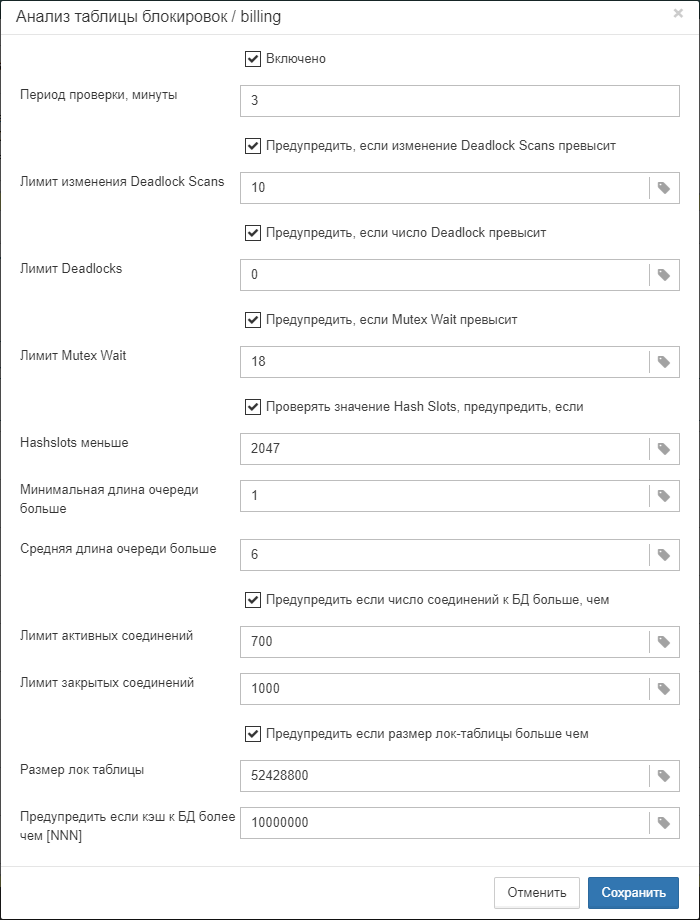 Анализ таблицы блокировок / billing
×
Включено
Период проверки, минуты
3
Предупредить, если изменение Deadlock Scans превысит
Лимит изменения Deadlock Scans
10
Предупредить, если число Deadlock превысит
Лимит Deadlocks
0
Предупредить, если Mutex Wait превысит
Лимит Mutex Wait
18
Проверять значение Hash Slots, предупредить, если
Hashslots меньше
2047
Минимальная длина очереди
больше
1
Средняя длина очереди больше
6
Предупредить если число соединений к БД больше, чем
Лимит активных соединений
700
Лимит закрытых соединений
1000
Предупредить если размер лок-таблицы больше чем
Размер лок таблицы
52428800
Предупредить если кэш к БД более
чем [NNN]
10000000
Отменить
Сохранить